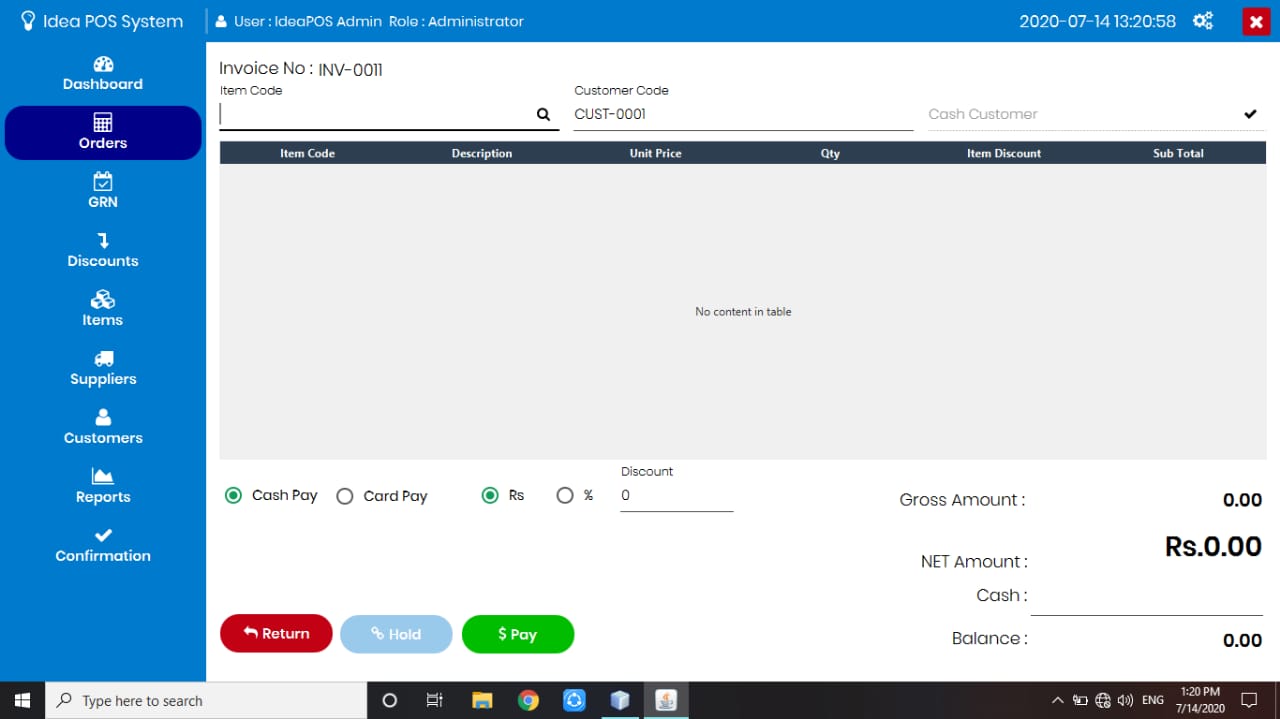 Idea POS System
User : IdeaPOS Admin Role : Administrator
2020-07-14 13:20:58
Dashboard
Orders
GRN
Discounts
Items
Suppliers
Customers
Reports
Confirmation
Invoice No : INV-0011
Item Code
Customer Code
CUST-0001
Cash Customer
Item Code Description Unit Price Qty Item Discount Sub Total
No content in table
Cash Pay Card Pay Rs %
Discount
0
Gross Amount : 0.00
NET Amount : Rs.0.00
Cash :
Balance : 0.00
Return Hold $ Pay
Type here to search
ENG
1:20 PM
7/14/2020